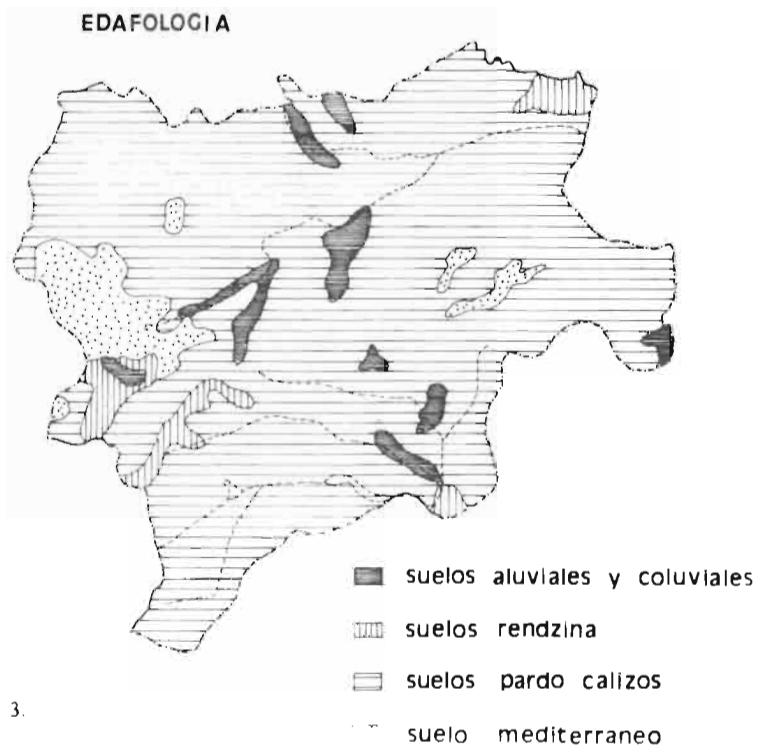 EDAFOLOGIA
suelos aluviales y coluviales
suelos rendzina
suelos pardo calizos
3.
suelo mediterraneo